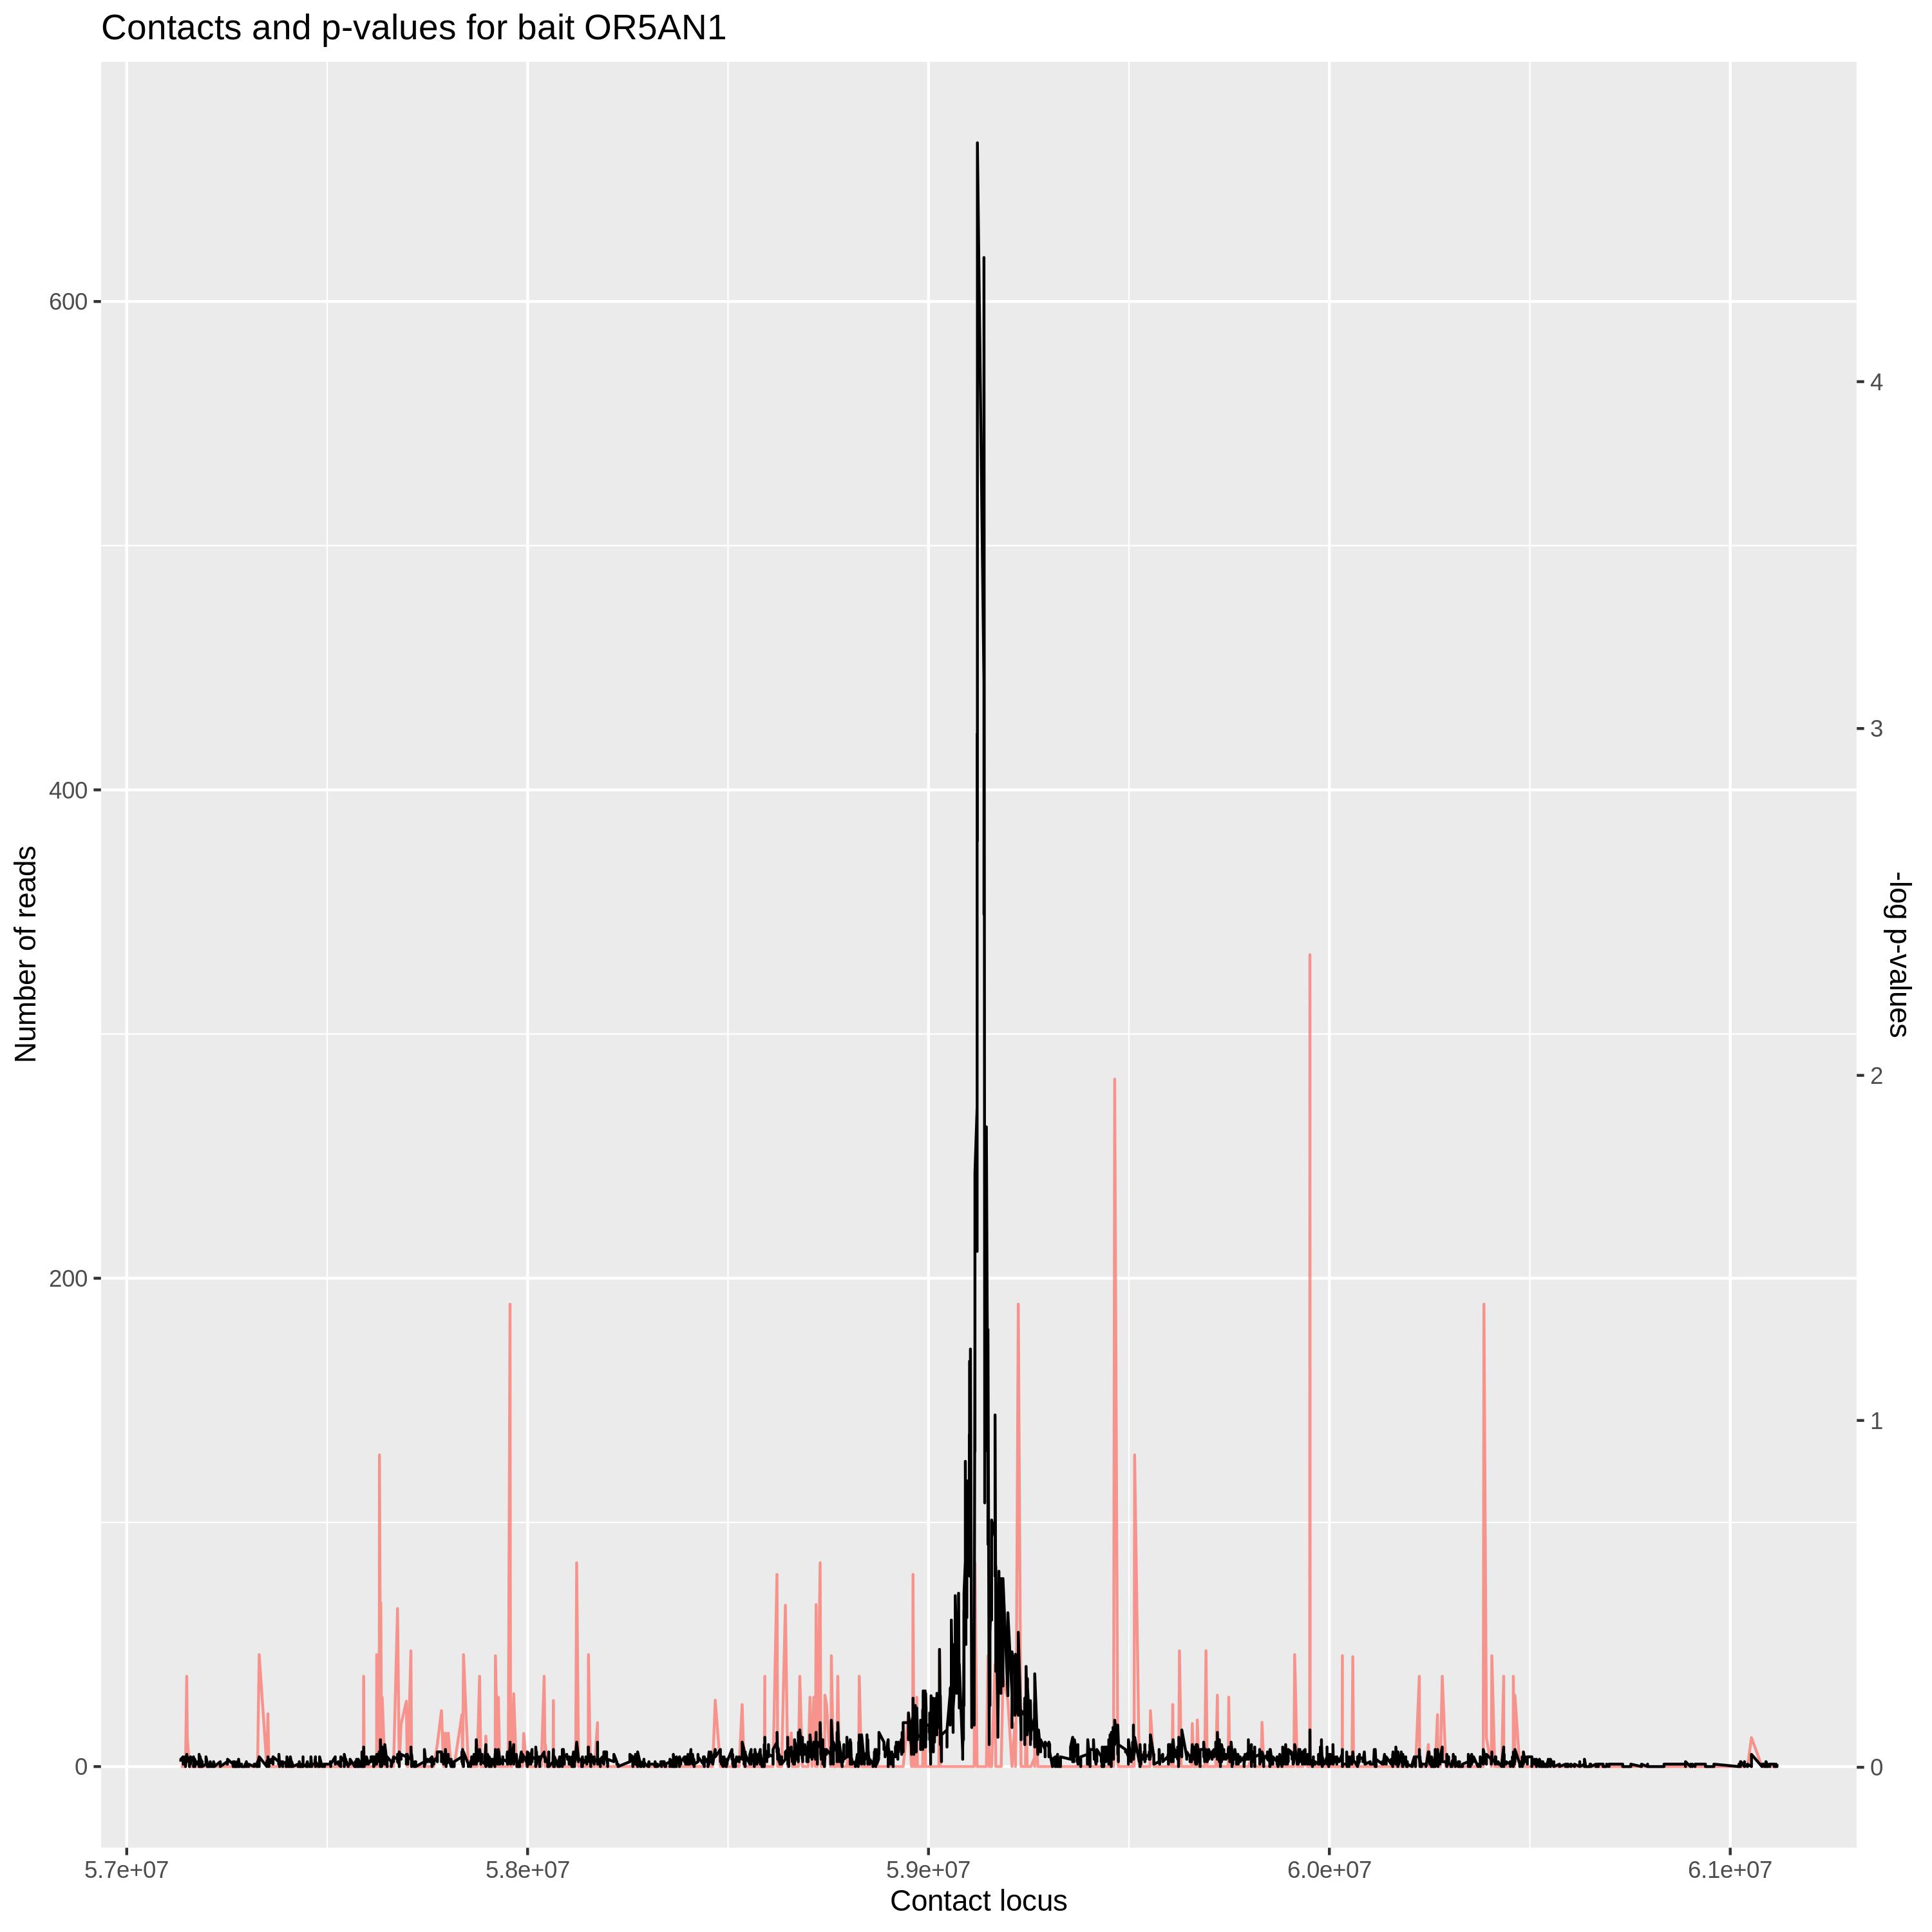 Contacts and p-values for bait OR5AN1
600
400
200
0
Number of reads
4
3
2
1
0
-log p-values
5.7e+07 5.8e+07 5.9e+07 6.0e+07 6.1e+07
Contact locus